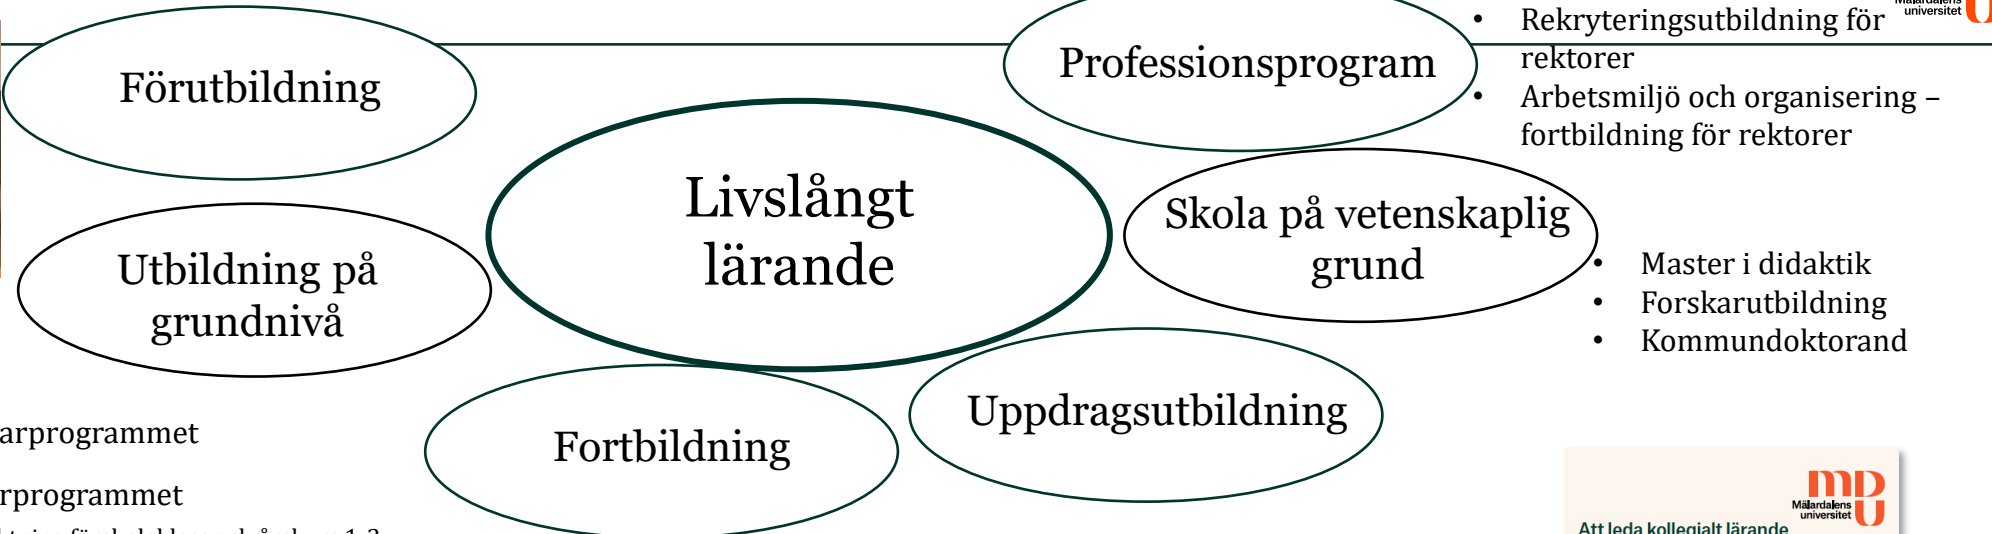 Förutbildning
Professionsprogram
• Rekryteringsutbildning för
rektorer
• Arbetsmiljö och organisering –
fortbildning för rektorer
universitet
Livslångt
lärande
Skola på vetenskaplig
grund
Utbildning på
grundnivå
• Master i didaktik
• Forskarutbildning
• Kommundoktorand
Uppdragsutbildning
Fortbildning
arprogrammet
rprogrammet
Mälardalens
universitet
Att leda kollegialt lärande